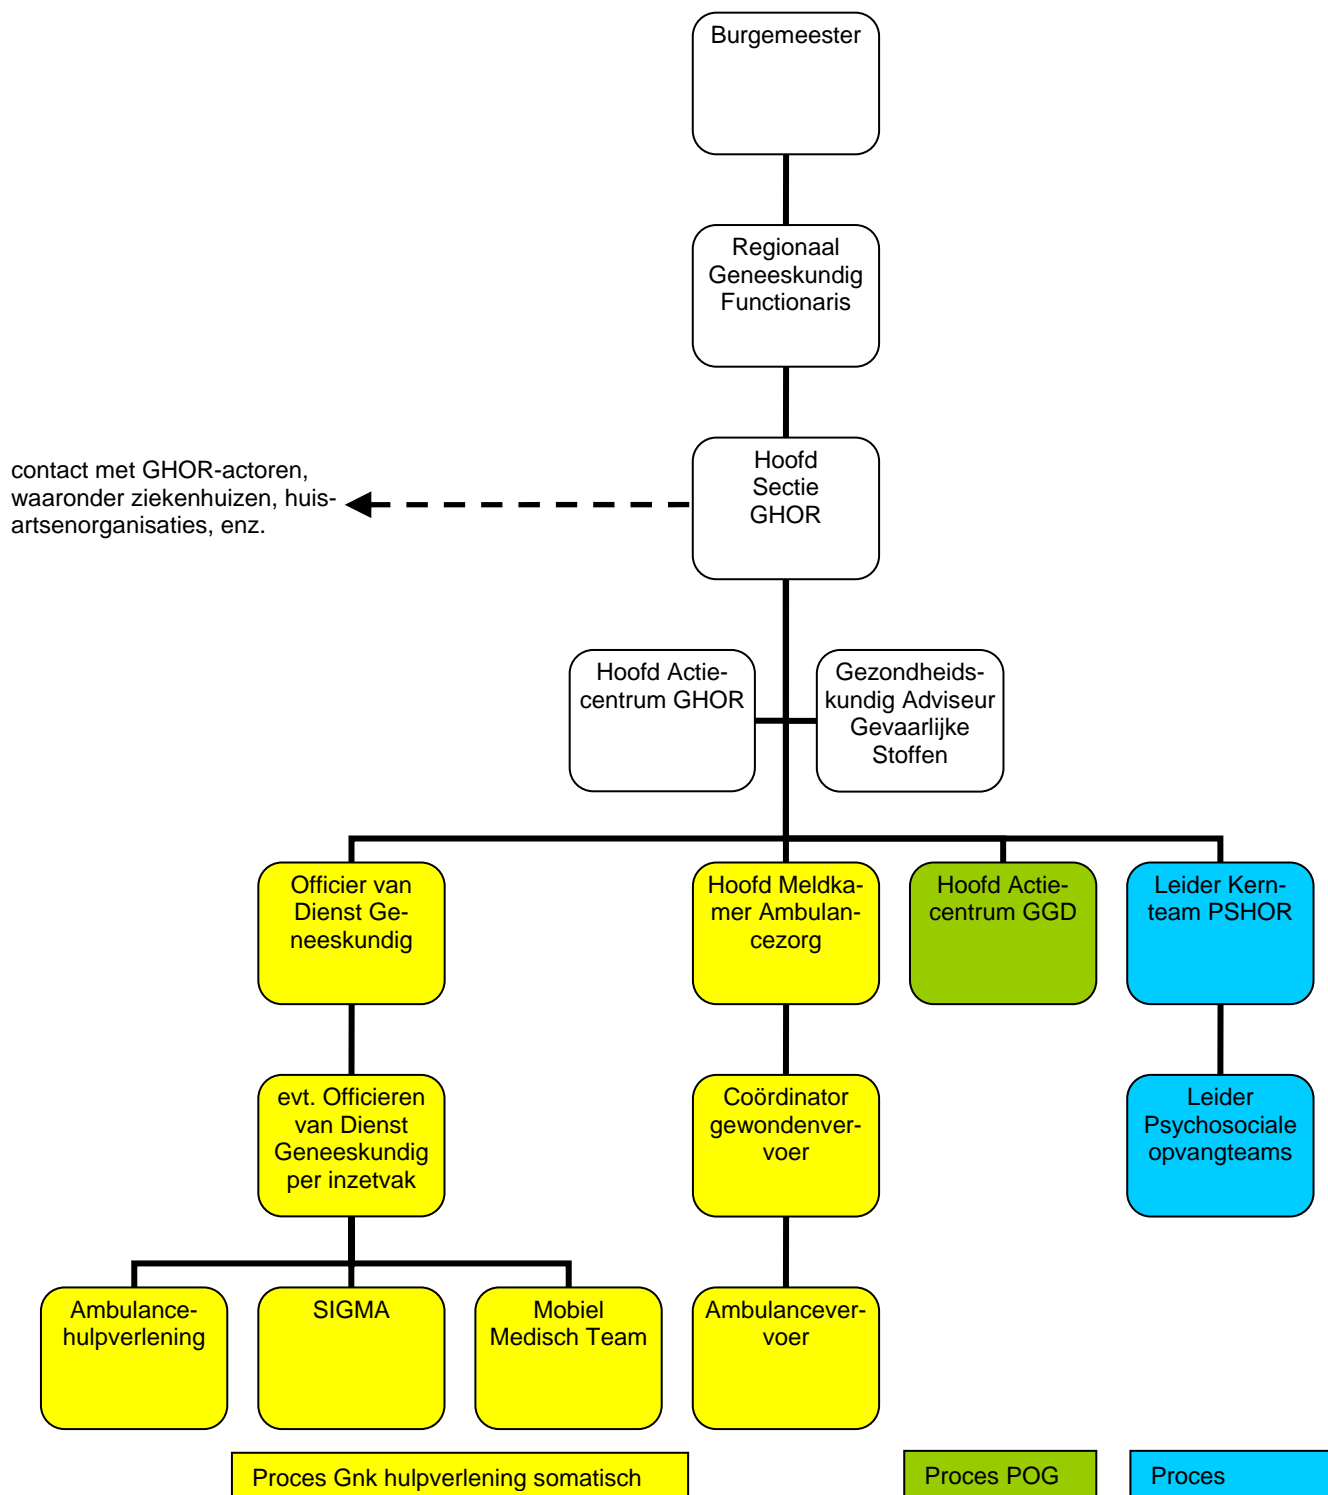 Burgemeester
Regionaal
Geneeskundig
Functionaris
contact met GHOR-actoren,
waaronder ziekenhuizen, huis-
artsenorganisaties, enz.
Hoofd
Sectie
GHOR
Hoofd Actie-
centrum GHOR
Gezondheids-
kundig Adviseur
Gevaarlijke
Stoffen
Officier van
Dienst Ge-
neeskundig
Hoofd Meldka-
mer Ambulan-
cezorg
Hoofd Actie-
centrum GGD
Leider Kern-
team PSHOR
evt. Officieren
van Dienst
Geneeskundig
per inzetvak
Coördinator
gewondenver-
voer
Leider
Psychosociale
opvangteams
Ambulance-
hulpverlening
SIGMA
Mobiel
Medisch Team
Ambulancever-
voer
Proces Gnk hulpverlening somatisch
Proces POG
Proces